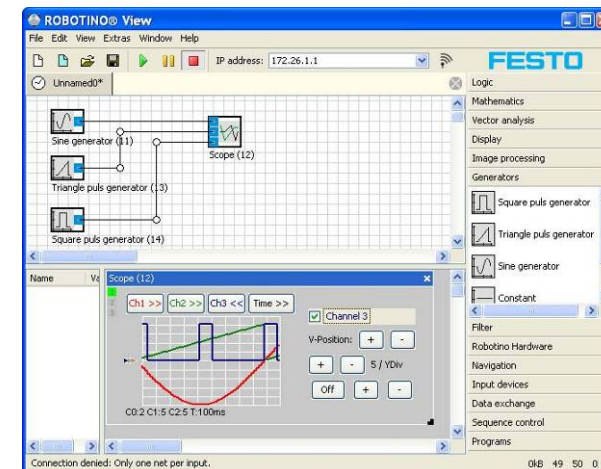 ROBOTINO® View
File Edit View Extras Window Help
IP address: 172.26.1.1
FESTO
Unnamed0*
Sine generator (11)
Triangle puls generator (13)
Square puls generator (14)
Scope (12)
Logic
Mathematics
Vector analysis
Display
Image processing
Generators
Square puls generator
Triangle puls generator
Sine generator
Constant
Filter
Robotino Hardware
Navigation
Input devices
Data exchange
Sequence control
Programs
Name
Scope (12)
1
2
3
Ch1 >> Ch2 >> Ch3 << Time >>
Channel 3
V-Position: + -
+ - 5 / YDiv
Off + -
C0:2 C1:5 C2:5 T:100ms
Connection denied: Only one net per input.
0kB 49 50 0